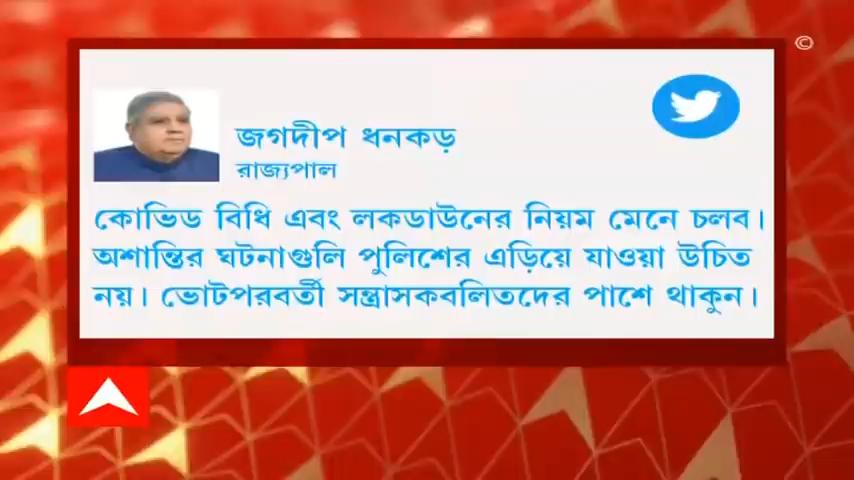 ©
জগদীপ ধনকড়
রাজ্যপাল
কোভিড বিধি এবং লকডাউনের নিয়ম মেনে চলব।
অশান্তির ঘটনাগুলি পুলিশের এড়িয়ে যাওয়া উচিত
নয়। ভোটপরবর্তী সন্ত্রাসকবলিতদের পাশে থাকুন।